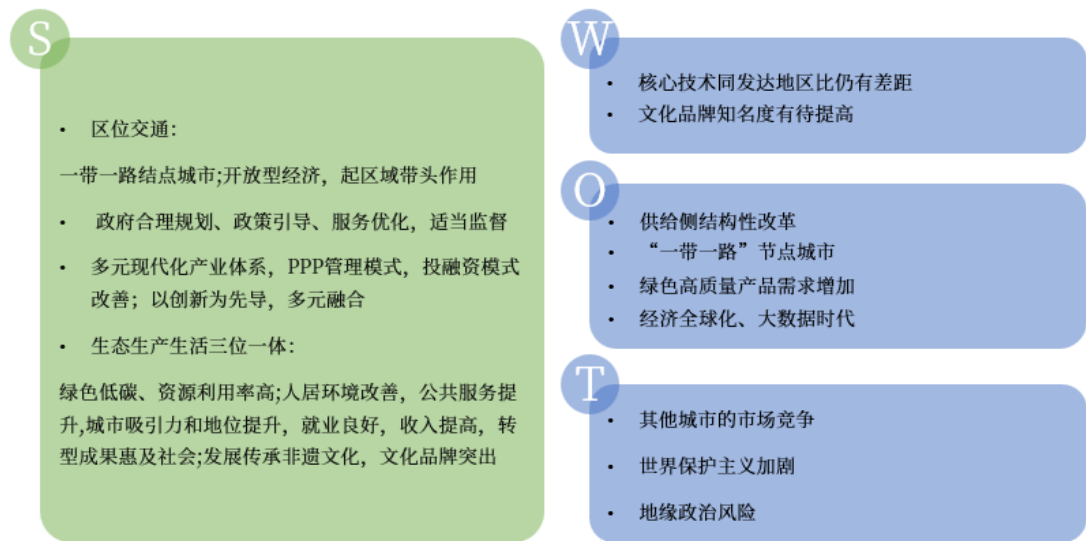 S
• 区位交通：
一带一路结点城市;开放型经济，起区域带头作用
• 政府合理规划、政策引导、服务优化，适当监督
• 多元现代化产业体系，PPP管理模式，投融资模式
改善；以创新为先导，多元融合
• 生态生产生活三位一体：
绿色低碳、资源利用率高;人居环境改善，公共服务提
升,城市吸引力和地位提升，就业良好，收入提高，转
型成果惠及社会;发展传承非遗文化，文化品牌突出
W
• 核心技术同发达地区比仍有差距
• 文化品牌知名度有待提高
O
• 供给侧结构性改革
• “一带一路”节点城市
• 绿色高质量产品需求增加
• 经济全球化、大数据时代
T
• 其他城市的市场竞争
• 世界保护主义加剧
• 地缘政治风险